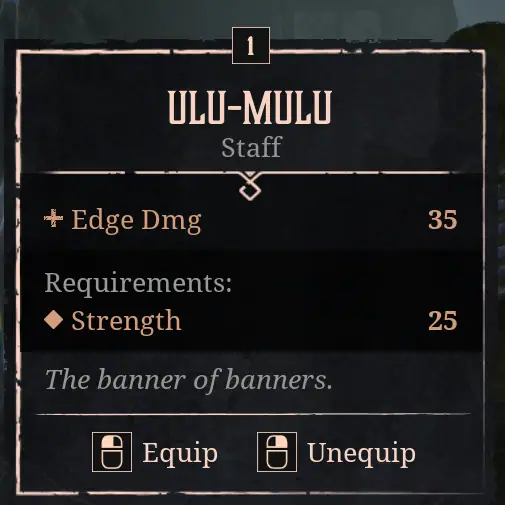 1
ULU-MULU
Staff
Edge Dmg 35
Requirements:
Strength 25
The banner of banners.
Equip Unequip